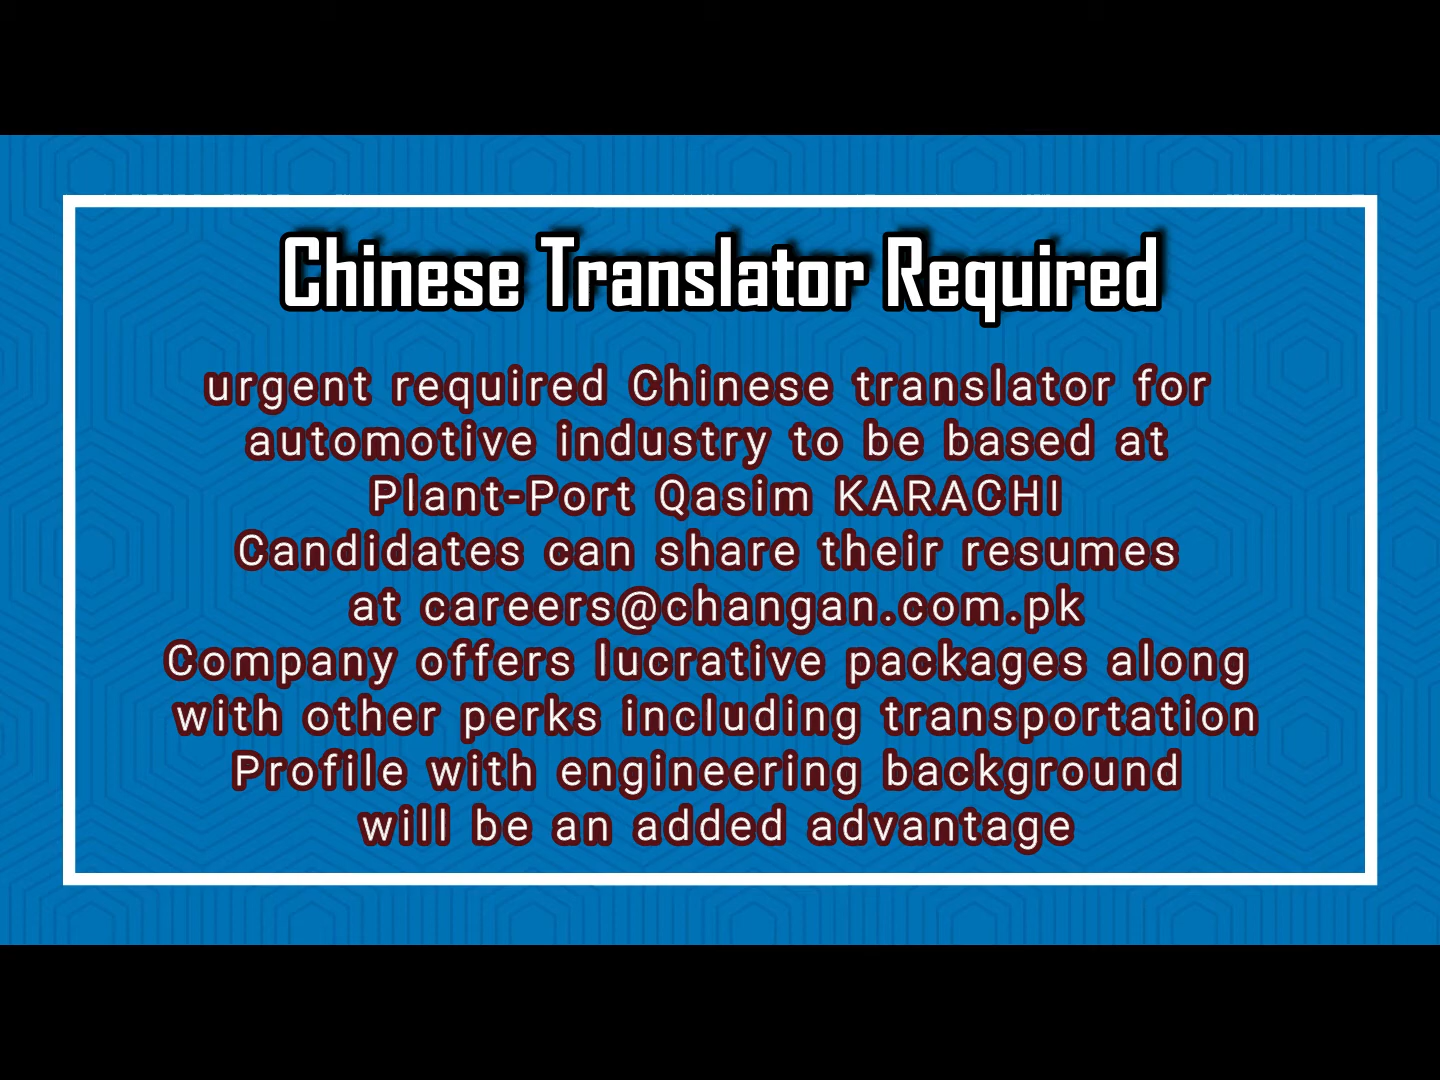 Chinese Translator Required
urgent required Chinese translator for
automotive industry to be based at
Plant-Port Qasim KARACHI
Candidates can share their resumes
at careers@changan.com.pk
Company offers lucrative packages along
with other perks including transportation
Profile with engineering background
will be an added advantage